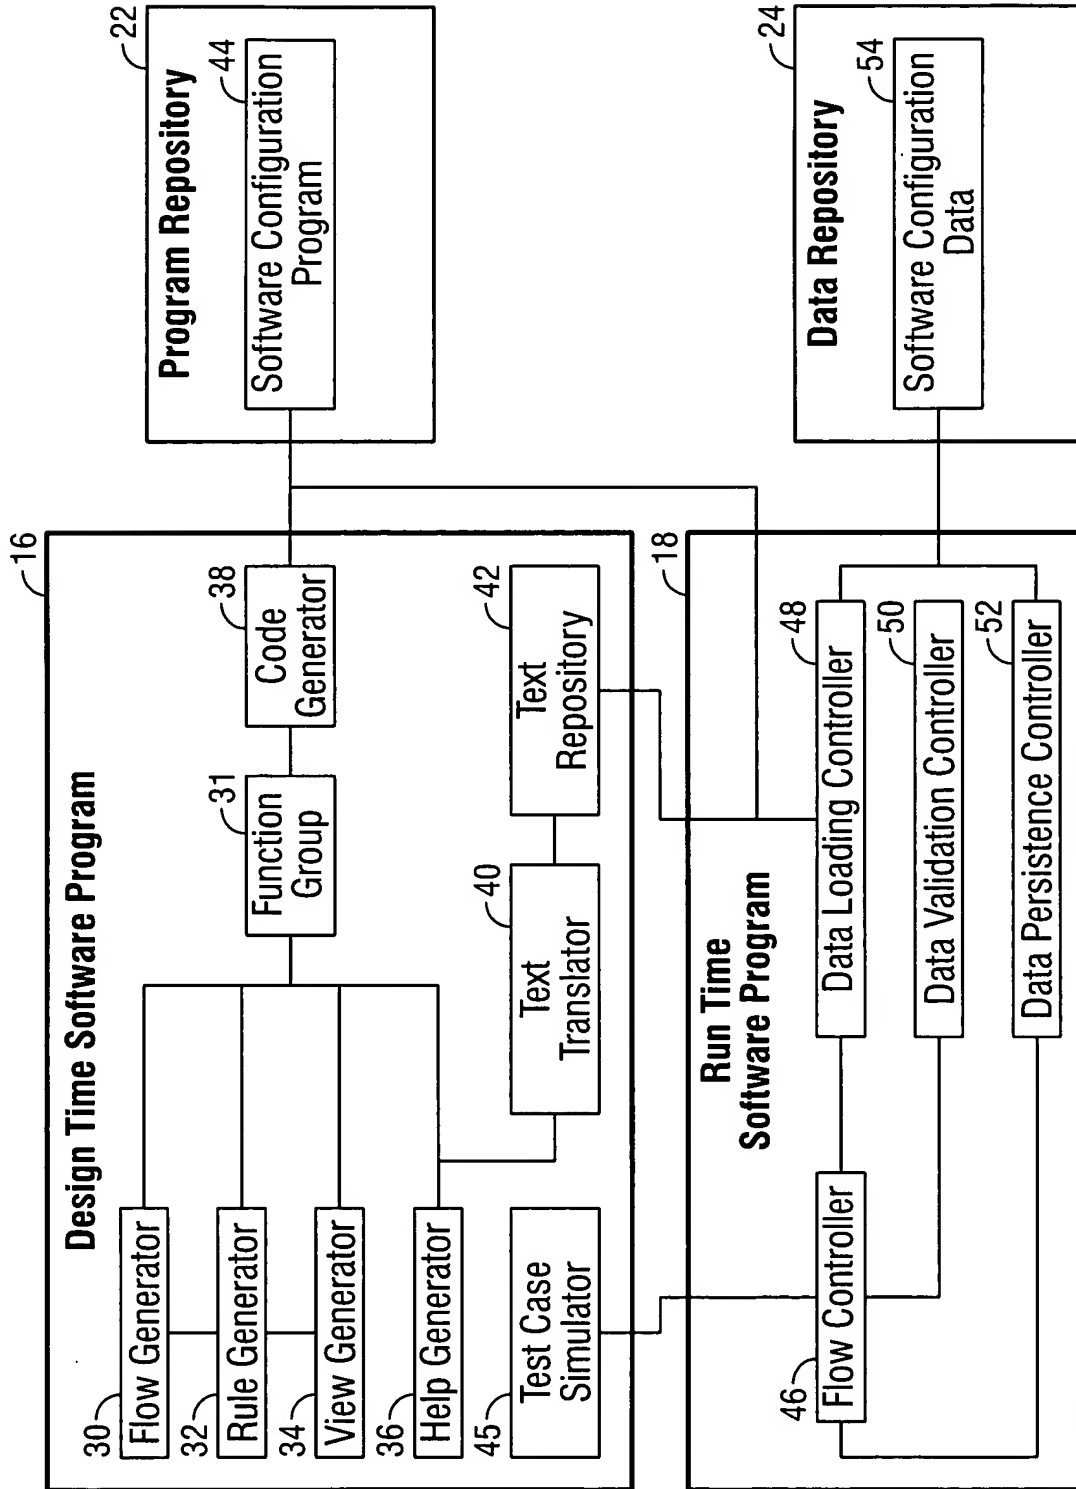 16
Design Time Software Program
30
Flow Generator
32
Rule Generator
34
View Generator
36
Help Generator
45
Test Case
Simulator
31
Function
Group
38
Code
Generator
40
Text
Translator
42
Text
Repository
22
Program Repository
44
Software Configuration
Program
18
Run Time
Software Program
46
Flow Controller
48
Data Loading Controller
50
Data Validation Controller
52
Data Persistence Controller
24
Data Repository
54
Software Configuration
Data